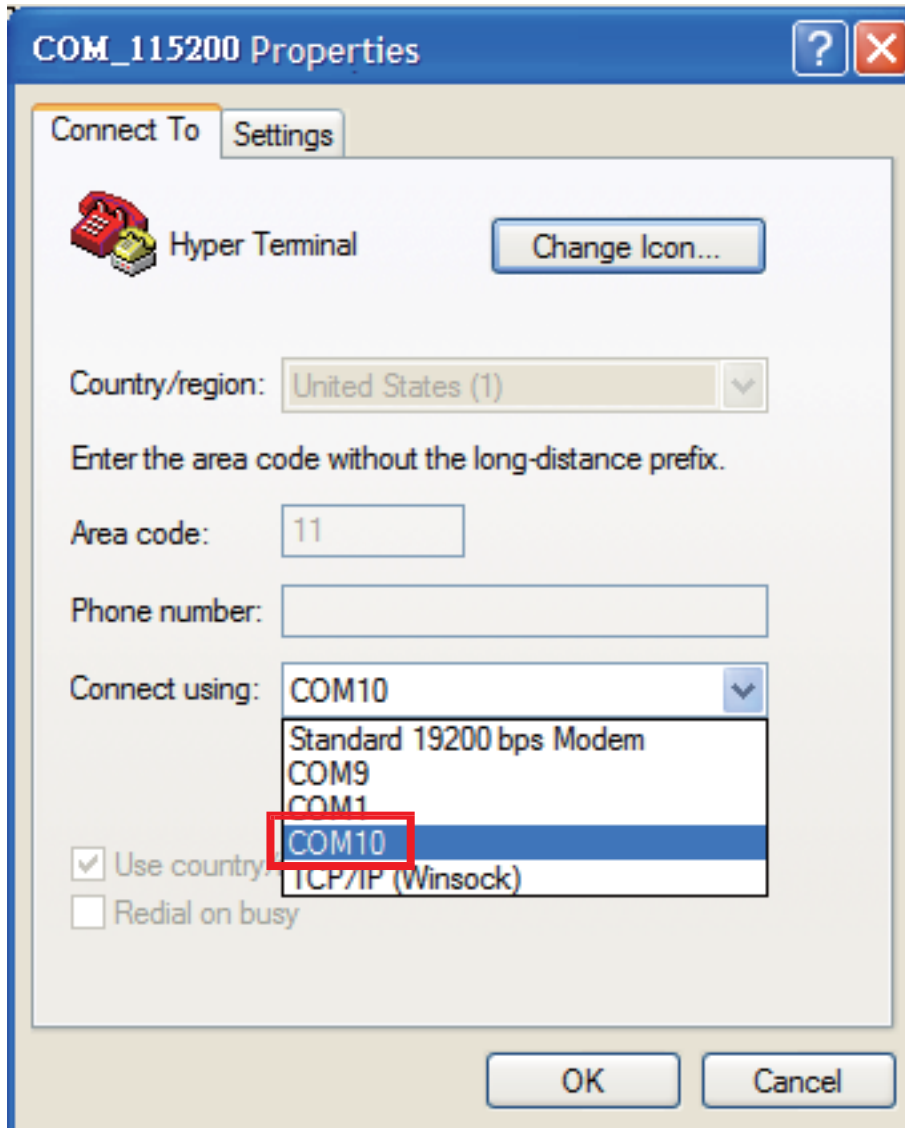 COM_115200 Properties
Connect To
Settings
Hyper Terminal
Change Icon...
Country/region: United States (1)
Enter the area code without the long-distance prefix.
Area code: 11
Phone number:
Connect using: COM10
Standard 19200 bps Modem
COM9
COM1
COM10
TCP/IP (Winsock)
Use country/
Redial on busy
OK
Cancel